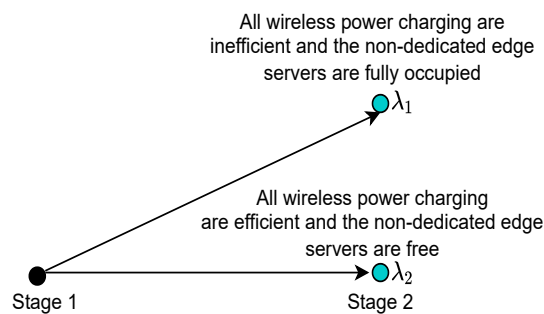 All wireless power charging are
inefficient and the non-dedicated edge
servers are fully occupied
λ₁
All wireless power charging
are efficient and the non-dedicated edge
servers are free
λ₂
Stage 1
Stage 2